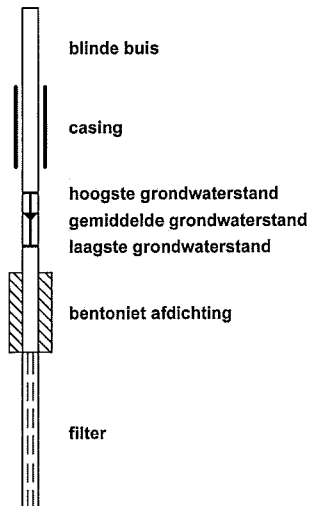 blinde buis
casing
hoogste grondwaterstand
gemiddelde grondwaterstand
laagste grondwaterstand
bentoniet afdichting
filter